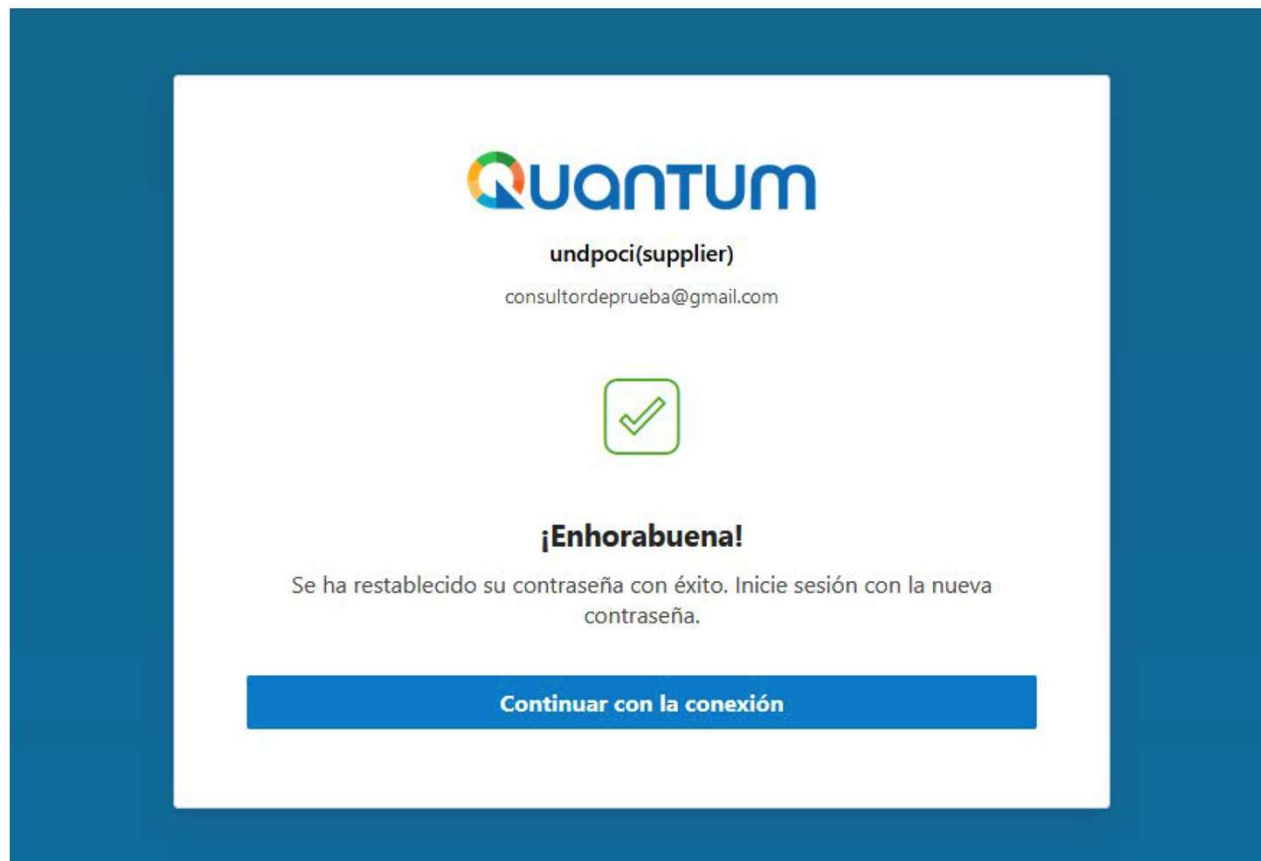 Quantum
undpoci(supplier)
consultordeprueba@gmail.com
¡Enhorabuena!
Se ha restablecido su contraseña con éxito. Inicie sesión con la nueva
contraseña.
Continuar con la conexión